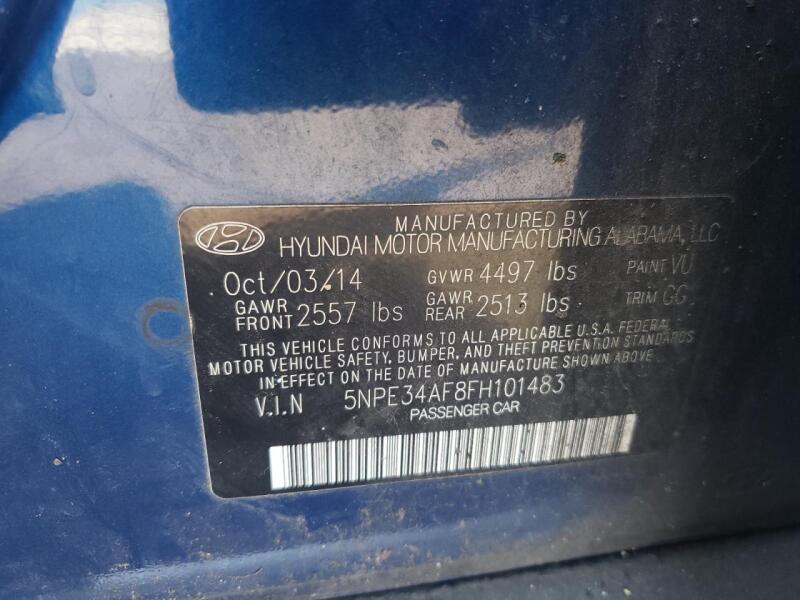 MANUFACTURED BY
HYUNDAI MOTOR MANUFACTURING ALABAMA, LLC
Oct/03/14 GVWR 4497 lbs PAINT VU
GAWR FRONT 2557 lbs GAWR REAR 2513 lbs TRIM GG
THIS VEHICLE CONFORMS TO ALL APPLICABLE U.S.A. FEDERAL
MOTOR VEHICLE SAFETY, BUMPER, AND THEFT PREVENTION STANDARDS
IN EFFECT ON THE DATE OF MANUFACTURE SHOWN ABOVE.
V.I.N 5NPE34AF8FH101483
PASSENGER CAR